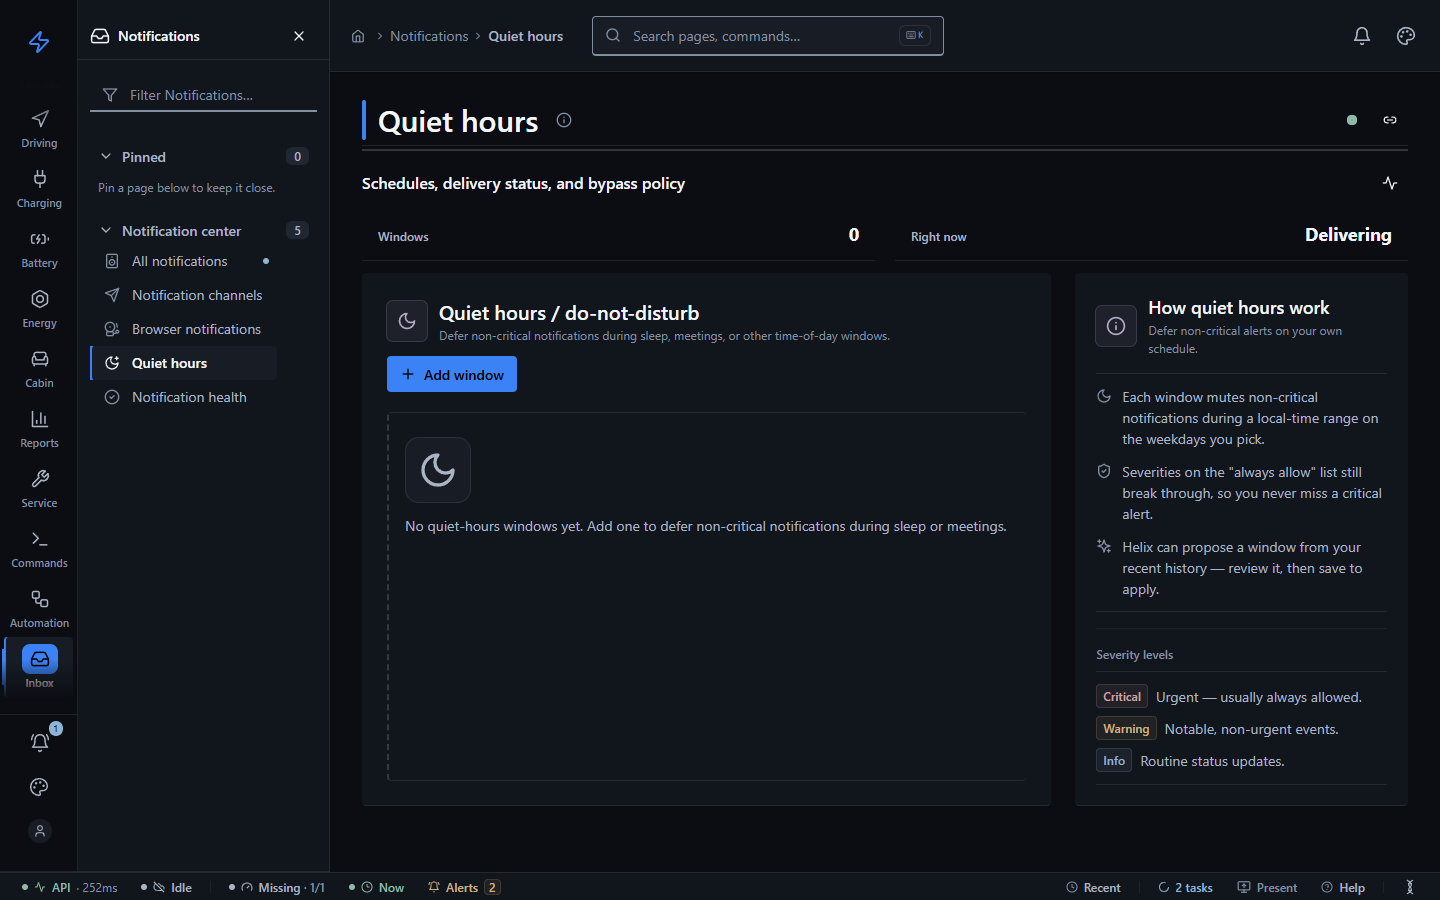 Notifications
Notifications
Quiet hours
Search pages, commands...
K
Filter Notifications...
Driving
Charging
Battery
Energy
Cabin
Reports
Service
Commands
Automation
Inbox
1
Pinned
0
Pin a page below to keep it close.
Notification center
5
All notifications
Notification channels
Browser notifications
Quiet hours
Notification health
Quiet hours
Schedules, delivery status, and bypass policy
Windows
0
Right now
Delivering
Quiet hours / do-not-disturb
Defer non-critical notifications during sleep, meetings, or other time-of-day windows.
Add window
No quiet-hours windows yet. Add one to defer non-critical notifications during sleep or meetings.
How quiet hours work
Defer non-critical alerts on your own
schedule.
Each window mutes non-critical
notifications during a local-time range on
the weekdays you pick.
Severities on the "always allow" list still
break through, so you never miss a critical
alert.
Helix can propose a window from your
recent history — review it, then save to
apply.
Severity levels
Critical Urgent — usually always allowed.
Warning Notable, non-urgent events.
Info Routine status updates.
API · 252ms
Idle
Missing · 1/1
Now
Alerts 2
Recent
2 tasks
Present
Help